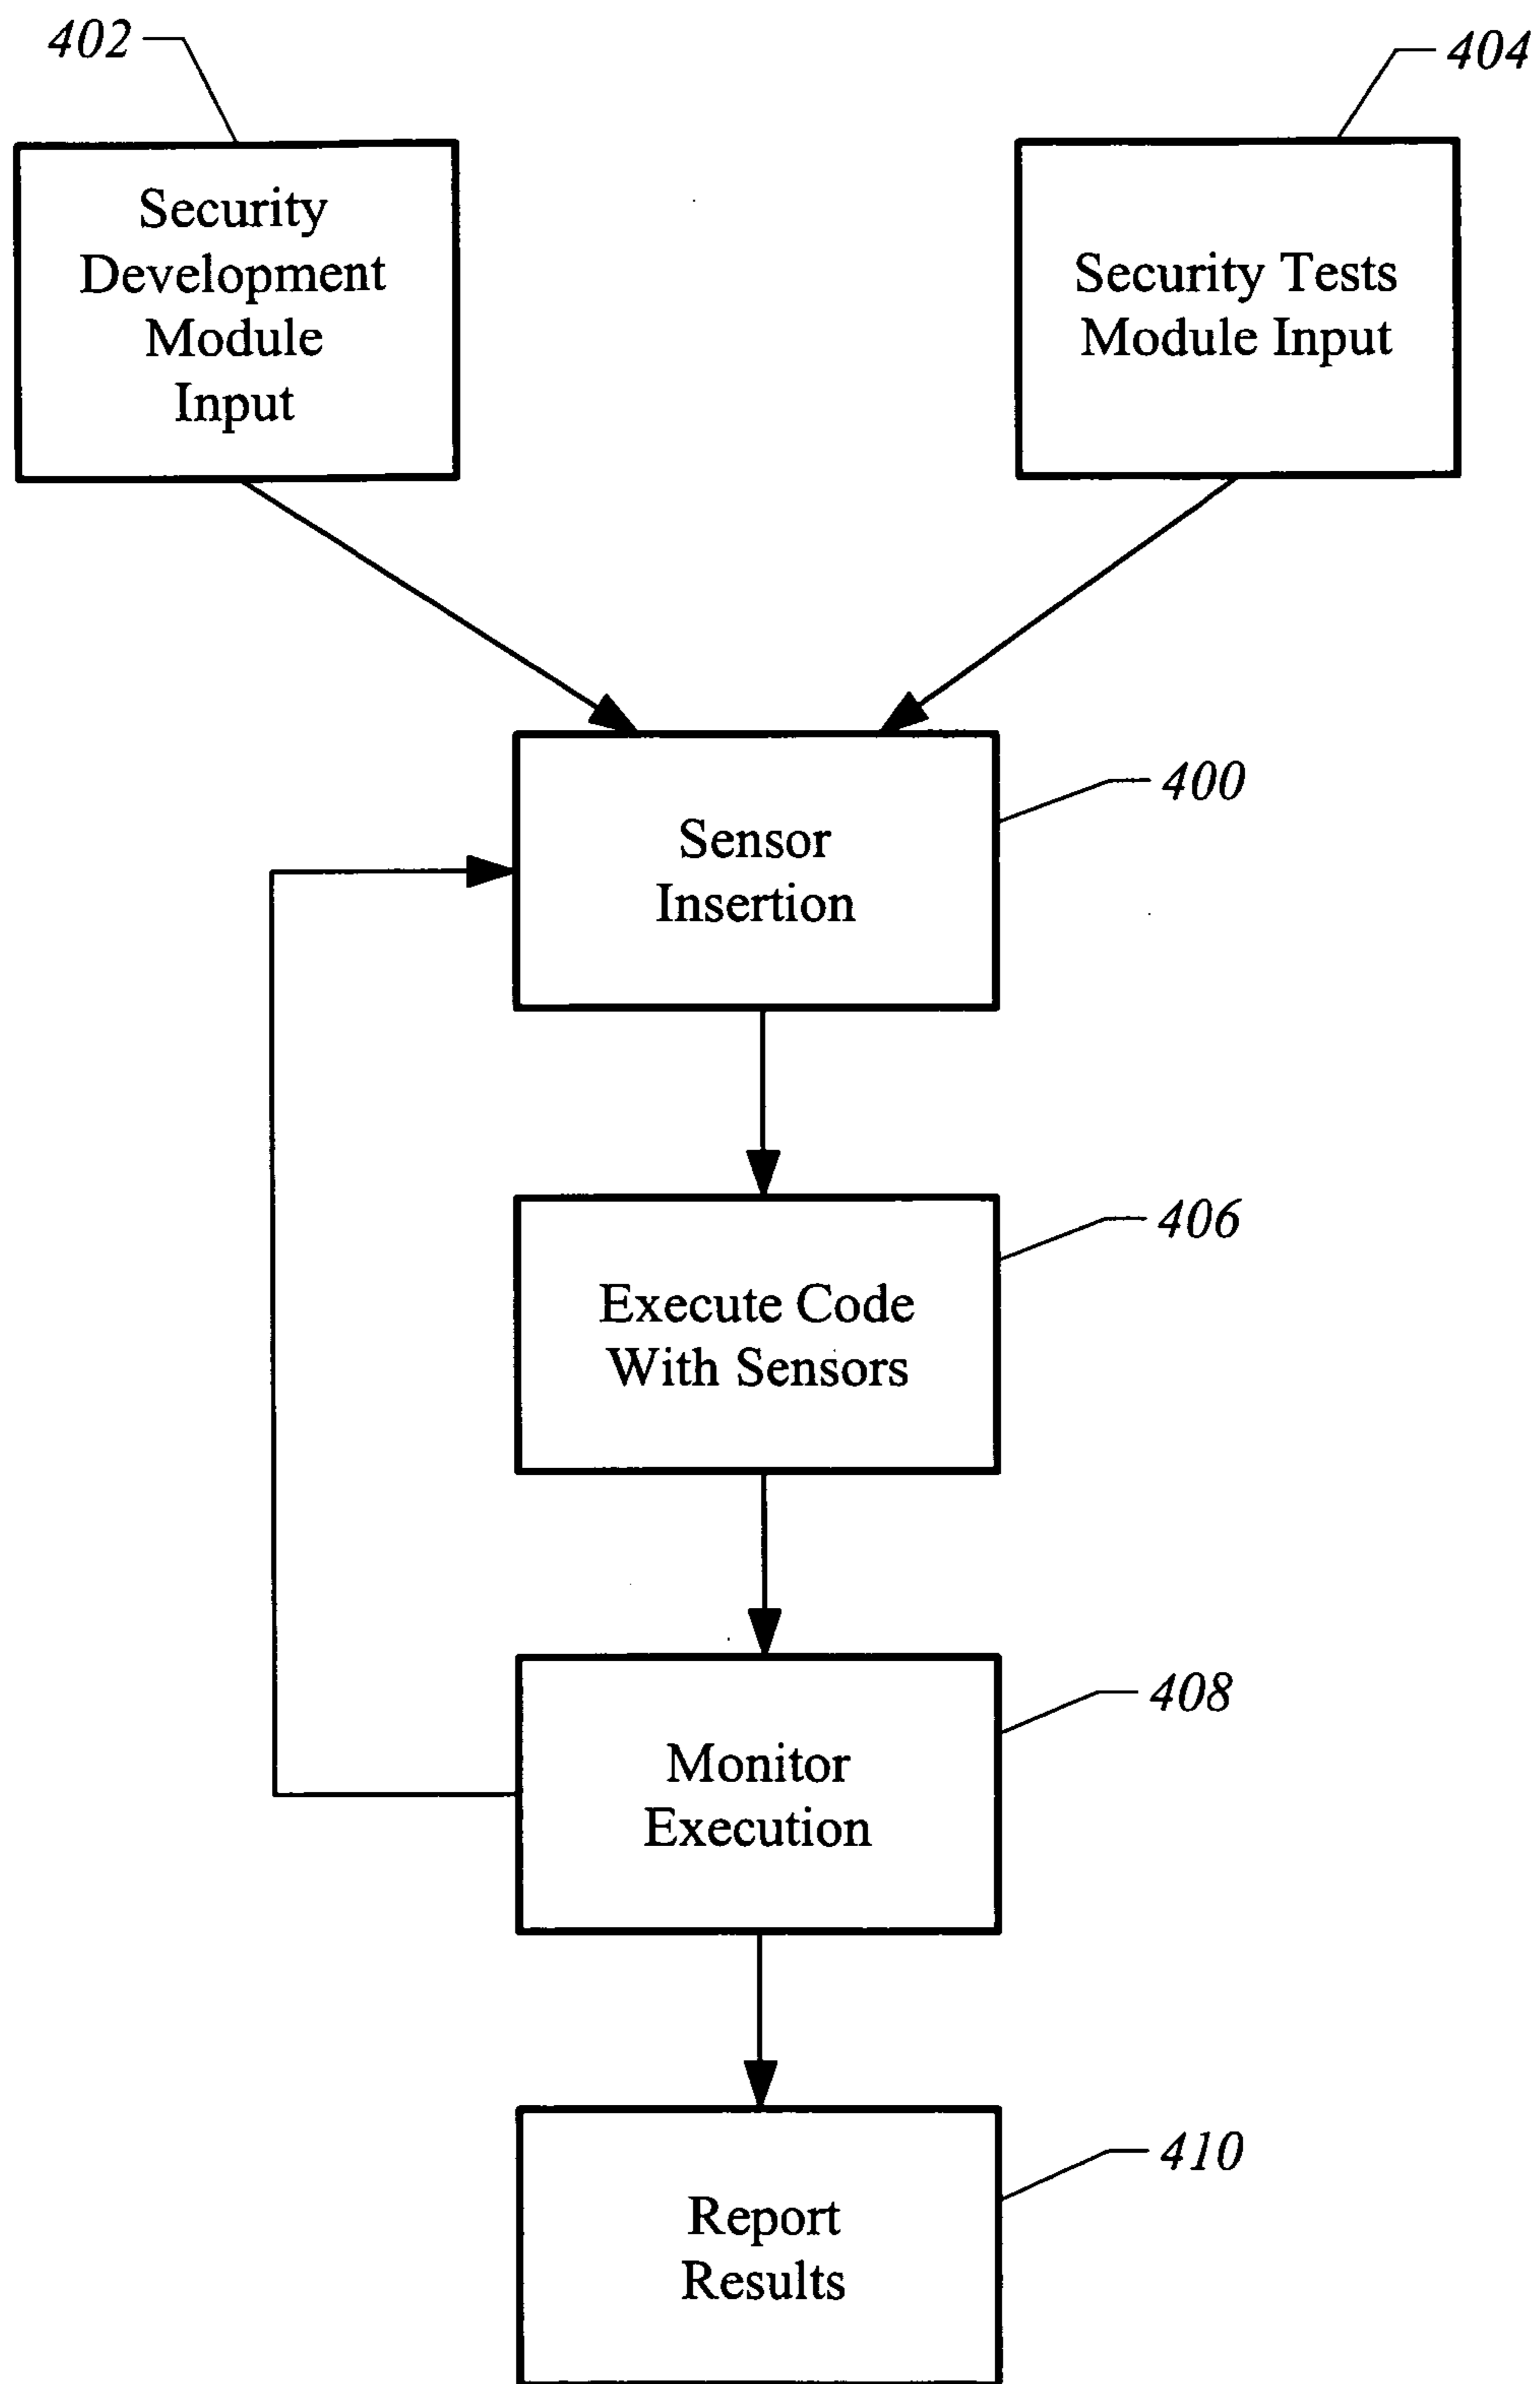 402
404
Security
Development
Module
Input
Security Tests
Module Input
400
Sensor
Insertion
406
Execute Code
With Sensors
408
Monitor
Execution
410
Report
Results